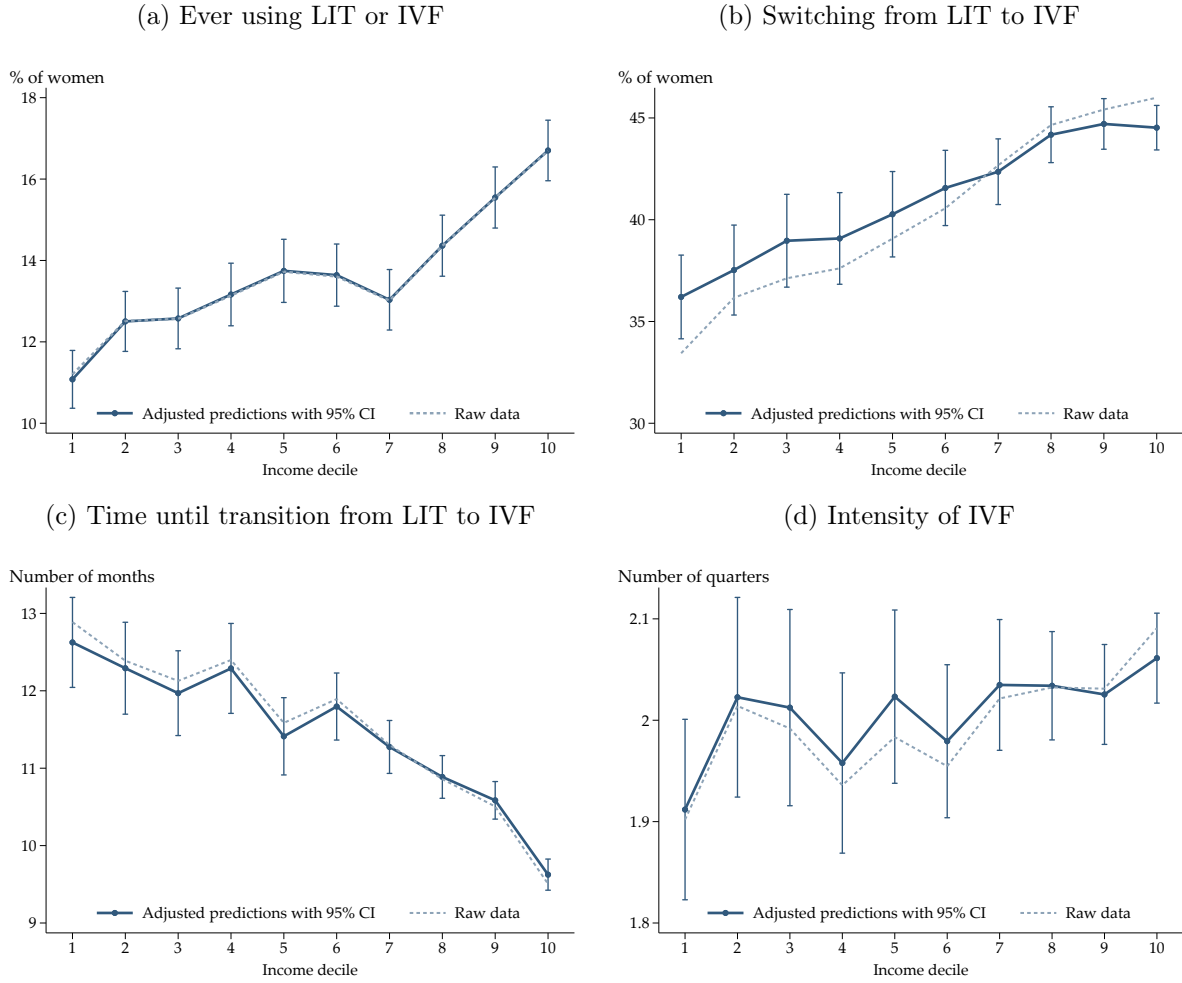 (a) Ever using LIT or IVF
% of women
18
16
14
12
10
Adjusted predictions with 95% CI
Raw data
1 2 3 4 5 6 7 8 9 10
Income decile
(b) Switching from LIT to IVF
% of women
45
40
35
30
Adjusted predictions with 95% CI
Raw data
1 2 3 4 5 6 7 8 9 10
Income decile
(c) Time until transition from LIT to IVF
Number of months
13
12
11
10
9
Adjusted predictions with 95% CI
Raw data
1 2 3 4 5 6 7 8 9 10
Income decile
(d) Intensity of IVF
Number of quarters
2.1
2
1.9
1.8
Adjusted predictions with 95% CI
Raw data
1 2 3 4 5 6 7 8 9 10
Income decile